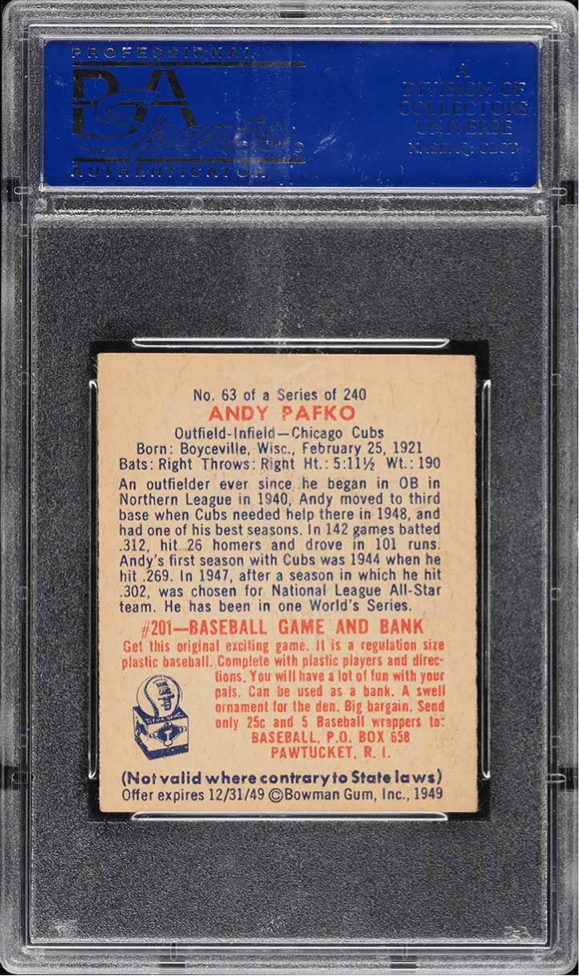 PROFESSIONAL
PSA
AUTHENTICATOR
A
DIVISION OF
COLLECTORS
UNIVERSE
NASDAQ: CLCT
No. 63 of a Series of 240
ANDY PAFKO
Outfield-Infield—Chicago Cubs
Born: Boyceville, Wisc., February 25, 1921
Bats: Right Throws: Right Ht.: 5:11½ Wt.: 190
An outfielder ever since he began in OB in
Northern League in 1940, Andy moved to third
base when Cubs needed help there in 1948, and
had one of his best seasons. In 142 games batted
.312, hit 26 homers and drove in 101 runs.
Andy's first season with Cubs was 1944 when he
hit .269. In 1947, after a season in which he hit
.302, was chosen for National League All-Star
team. He has been in one World's Series.
#201—BASEBALL GAME AND BANK
Get this original exciting game. It is a regulation size
plastic baseball. Complete with plastic players and direc-
tions. You will have a lot of fun with your
pals. Can be used as a bank. A swell
ornament for the den. Big bargain. Send
only 25c and 5 Baseball wrappers to:
BASEBALL, P.O. BOX 658
PAWTUCKET, R. I.
(Not valid where contrary to State laws)
Offer expires 12/31/49 ©Bowman Gum, Inc., 1949